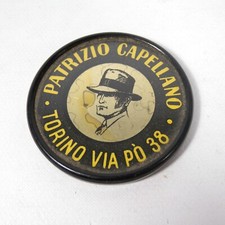 PATRIZIO CAPELLANO
TORINO VIA PÒ 38